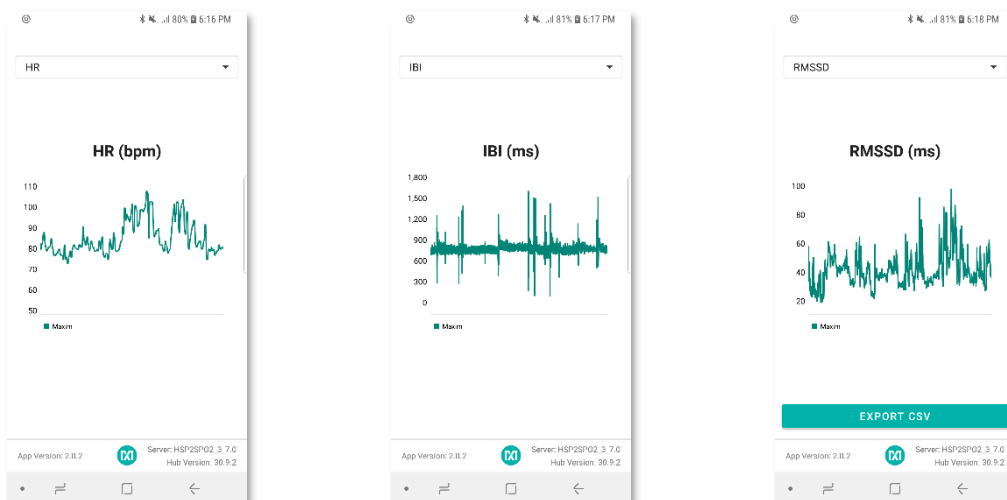 80% 6:16 PM
HR
HR (bpm)
110
100
90
80
70
60
50
Maxim
App Version: 2.0.2
Server: HSP2SPO2_3_7.0
Hub Version: 30.9.2
81% 6:17 PM
IBI
IBI (ms)
1,800
1,500
1,200
900
600
300
0
Maxim
App Version: 2.0.2
Server: HSP2SPO2_3_7.0
Hub Version: 30.9.2
81% 6:18 PM
RMSSD
RMSSD (ms)
100
80
60
40
20
Maxim
EXPORT CSV
App Version: 2.0.2
Server: HSP2SPO2_3_7.0
Hub Version: 30.9.2